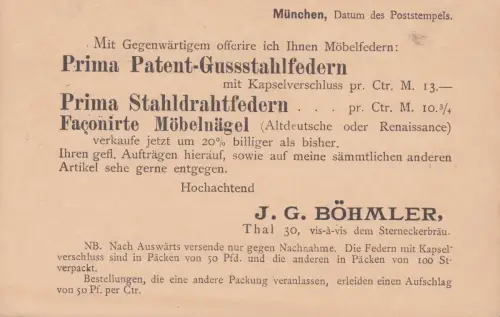 München, Datum des Poststempels.
Mit Gegenwärtigem offerire ich Ihnen Möbelfedern:
Prima Patent-Gussstahlfedern
mit Kapselverschluss pr. Ctr. M. 13.—
Prima Stahldrahtfedern . . . pr. Ctr. M. 10.3/4
Façonirte Möbelnägel (Altdeutsche oder Renaissance)
verkaufe jetzt um 20% billiger als bisher.
Ihren gefl. Aufträgen hierauf, sowie auf meine sämmtlichen anderen
Artikel sehe gerne entgegen.
Hochachtend
J. G. BÖHMLER,
Thal 30, vis-à-vis dem Sterneckerbräu.
NB. Nach Auswärts versende nur gegen Nachnahme. Die Federn mit Kapsel-
verschluss sind in Päcken von 50 Pfd. und die anderen in Päcken von 100 St-
verpackt.
Bestellungen, die eine andere Packung veranlassen, erleiden einen Aufschlag
von 50 Pf. per Ctr.